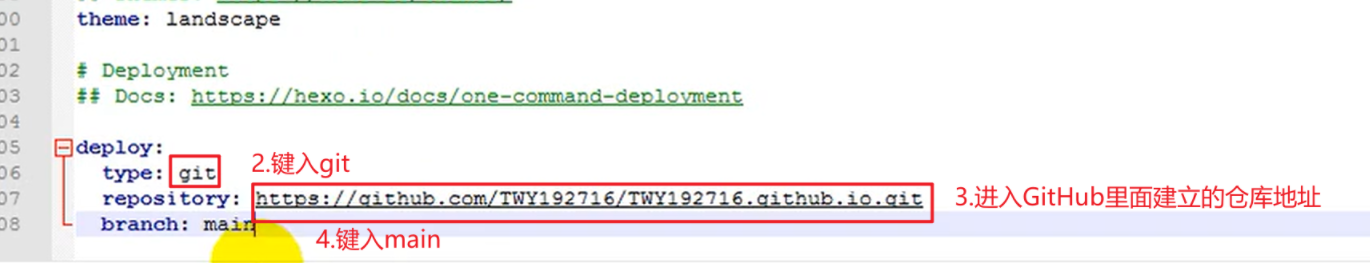 00 theme: landscape
01
02 # Deployment
03 ## Docs: https://hexo.io/docs/one-command-deployment
04
05 deploy:
06 type: git 2.键入git
07 repository: https://github.com/TWY192716/TWY192716.github.io.git 3.进入GitHub里面建立的仓库地址
08 branch: main
4.键入main